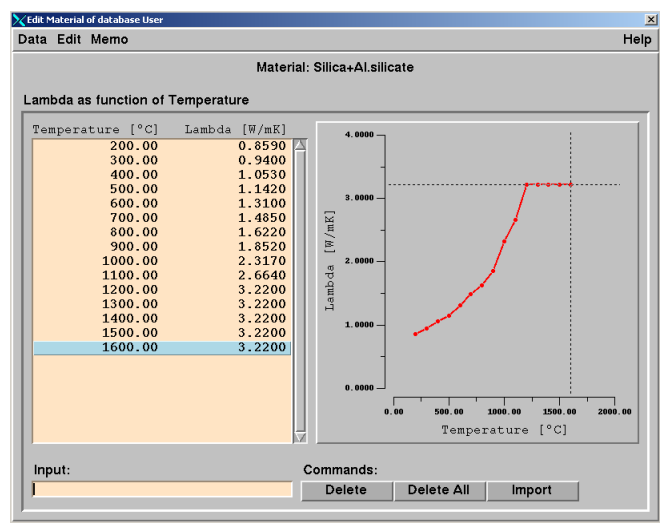 Edit Material of database User
Data Edit Memo Help
Material: Silica+Al.silicate
Lambda as function of Temperature
Temperature [°C] Lambda [W/mK]
200.00 0.8590
300.00 0.9400
400.00 1.0530
500.00 1.1420
600.00 1.3100
700.00 1.4850
800.00 1.6220
900.00 1.8520
1000.00 2.3170
1100.00 2.6640
1200.00 3.2200
1300.00 3.2200
1400.00 3.2200
1500.00 3.2200
1600.00 3.2200
4.0000
3.0000
2.0000
1.0000
0.0000
Lambda [W/mK]
0.00 500.00 1000.00 1500.00 2000.00
Temperature [°C]
Input:
Commands:
Delete Delete All Import